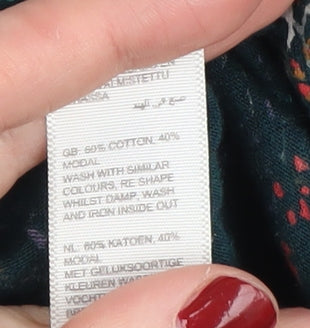 VALMISTETTU
صنع في الهند
GB: 60% COTTON, 40%
MODAL
WASH WITH SIMILAR
COLOURS, RE SHAPE
WHILST DAMP, WASH
AND IRON INSIDE OUT
NL: 60% KATOEN, 40%
MODAL
MET GELIJKSOORTIGE
KLEUREN